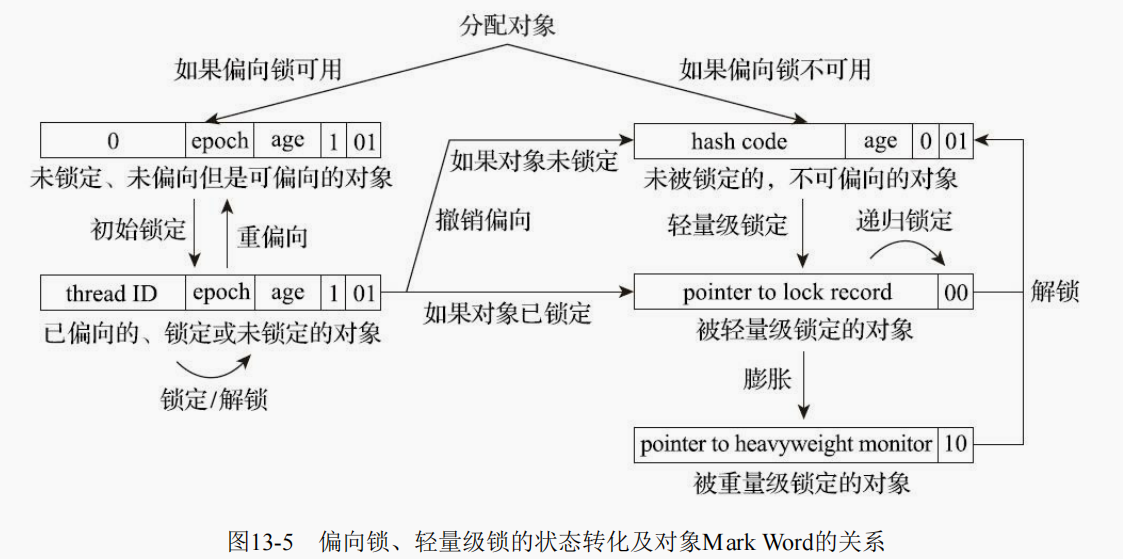 分配对象
如果偏向锁可用
如果偏向锁不可用
0 epoch age 1 01
hash code age 0 01
未锁定、未偏向但是可偏向的对象
如果对象未锁定
未被锁定的，不可偏向的对象
初始锁定
重偏向
撤销偏向
轻量级锁定
递归锁定
thread ID epoch age 1 01
pointer to lock record 00
解锁
已偏向的、锁定或未锁定的对象
如果对象已锁定
被轻量级锁定的对象
锁定/解锁
膨胀
pointer to heavyweight monitor 10
被重量级锁定的对象
图13-5 偏向锁、轻量级锁的状态转化及对象Mark Word的关系